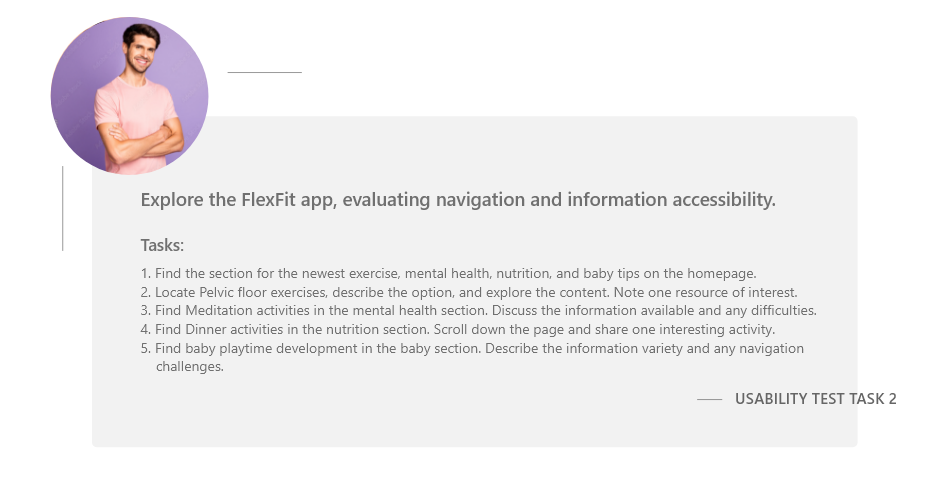 Explore the FlexFit app, evaluating navigation and information accessibility.
Tasks:
1. Find the section for the newest exercise, mental health, nutrition, and baby tips on the homepage.
2. Locate Pelvic floor exercises, describe the option, and explore the content. Note one resource of interest.
3. Find Meditation activities in the mental health section. Discuss the information available and any difficulties.
4. Find Dinner activities in the nutrition section. Scroll down the page and share one interesting activity.
5. Find baby playtime development in the baby section. Describe the information variety and any navigation
challenges.
USABILITY TEST TASK 2